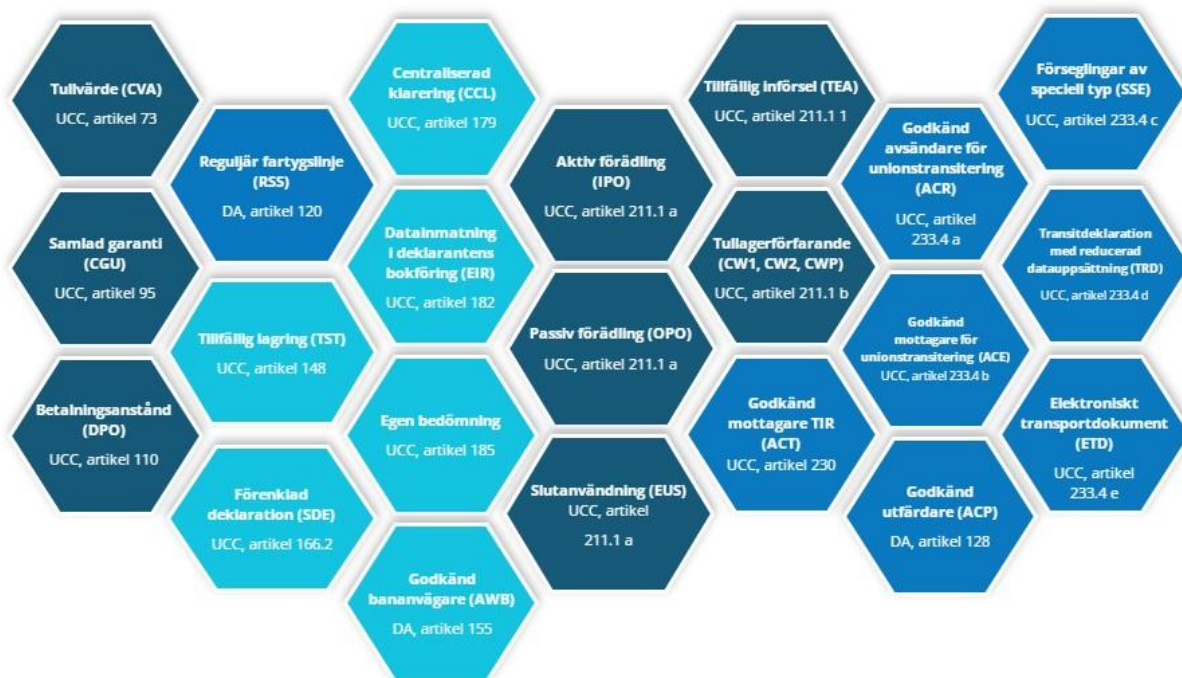 Tullvärde (CVA)
UCC, artikel 73
Samlad garanti
(CGU)
UCC, artikel 95
Betalningsanstånd
(DPO)
UCC, artikel 110
Reguljär fartygslinje
(RSS)
DA, artikel 120
Tillfällig lagring (TST)
UCC, artikel 148
Förenklad
deklaration (SDE)
UCC, artikel 166.2
Centraliserad
klarering (CCL)
UCC, artikel 179
Datainmatning
i deklarantens
bokföring (EIR)
UCC, artikel 182
Egen bedömning
UCC, artikel 185
Godkänd
bananvägare (AWB)
DA, artikel 155
Aktiv förädling
(IPO)
UCC, artikel 211.1 a
Passiv förädling (OPO)
UCC, artikel 211.1 a
Slutanvändning (EUS)
UCC, artikel
211.1 a
Tillfällig införsel (TEA)
UCC, artikel 211.1 1
Tullagerförfarande
(CW1, CW2, CWP)
UCC, artikel 211.1 b
Godkänd
mottagare TIR
(ACT)
UCC, artikel 230
Godkänd
avsändare för
unionstransitering
(ACR)
UCC, artikel
233.4 a
Godkänd
mottagare för
unionstransitering (ACE)
UCC, artikel 233.4 b
Godkänd
utfärdare (ACP)
DA, artikel 128
Förseglingar av
speciell typ (SSE)
UCC, artikel 233.4 c
Transitdeklaration
med reducerad
datauppsättning (TRD)
UCC, artikel 233.4 d
Elektroniskt
transportdokument
(ETD)
UCC, artikel
233.4 e